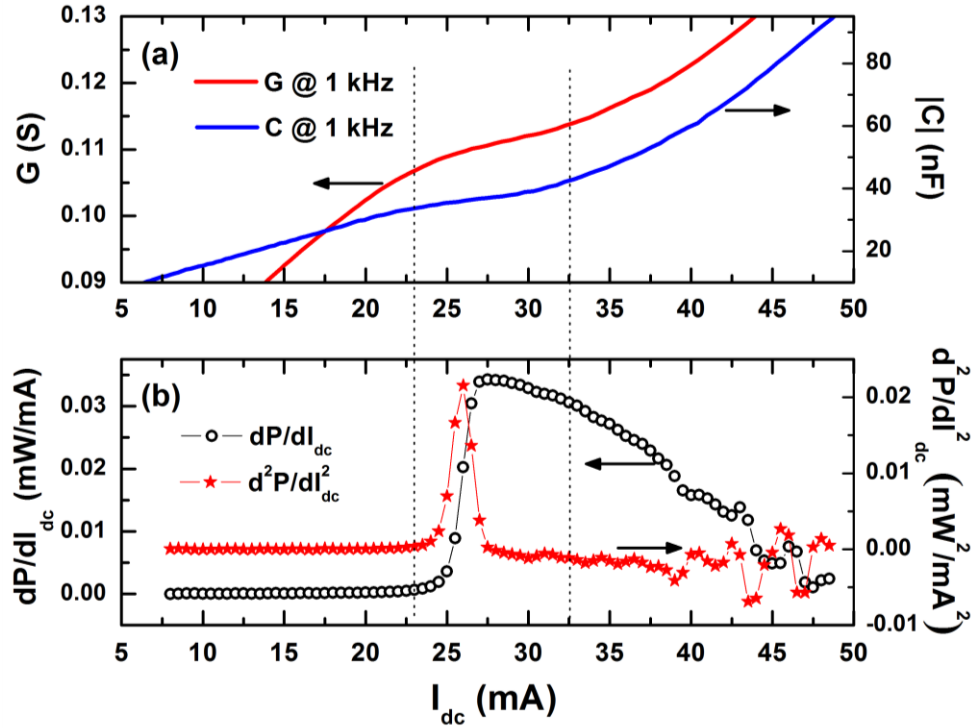 (a)
G @ 1 kHz
C @ 1 kHz
G (S)
0.13
0.12
0.11
0.10
0.09
|C| (nF)
80
60
40
20
5 10 15 20 25 30 35 40 45 50
(b)
dP/dI_dc
d²P/dI²_dc
dP/dI_dc (mW/mA)
0.03
0.02
0.01
0.00
d²P/dI²_dc (mW²/mA²)
0.02
0.01
0.00
-0.01
5 10 15 20 25 30 35 40 45 50
I_dc (mA)